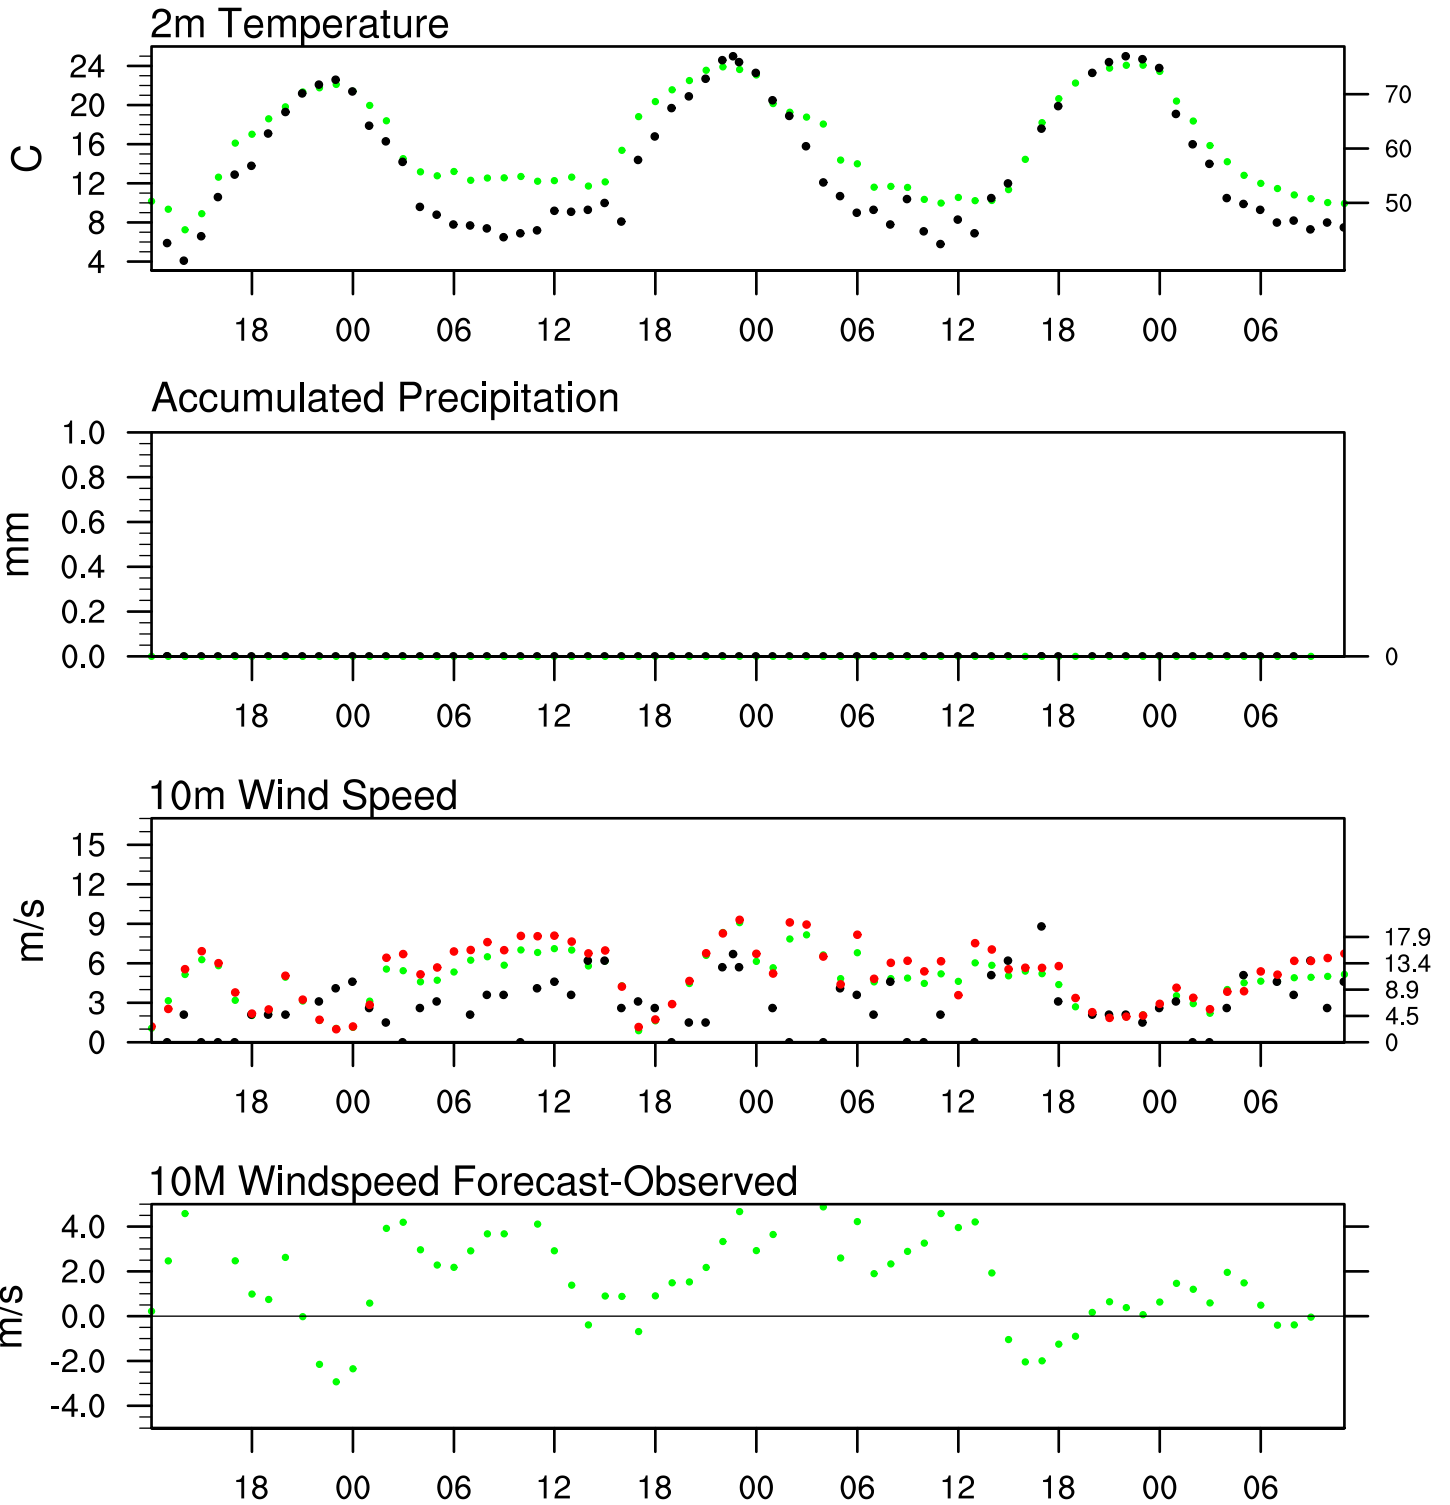 2m Temperature
24
20
16
12
8
4
C
70
60
50
18 00 06 12 18 00 06 12 18 00 06
Accumulated Precipitation
1.0
0.8
0.6
0.4
0.2
0.0
mm
0
18 00 06 12 18 00 06 12 18 00 06
10m Wind Speed
15
12
9
6
3
0
m/s
17.9
13.4
8.9
4.5
0
18 00 06 12 18 00 06 12 18 00 06
10M Windspeed Forecast-Observed
4.0
2.0
0.0
-2.0
-4.0
m/s
18 00 06 12 18 00 06 12 18 00 06